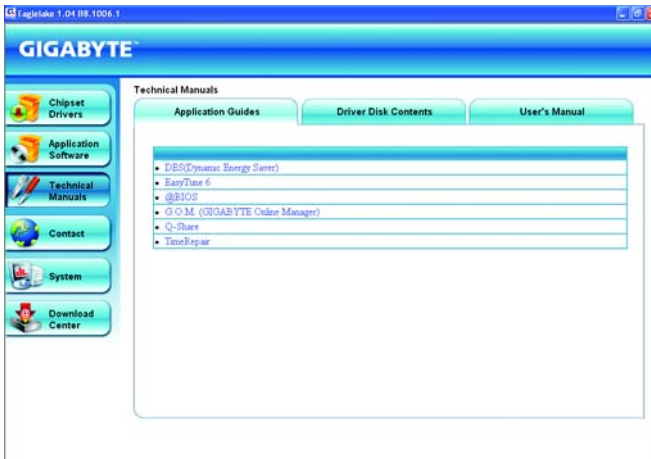 Eaglelake 1.04 B8.1006.1
GIGABYTE™
Technical Manuals
Application Guides
Driver Disk Contents
User's Manual
Chipset
Drivers
Application
Software
Technical
Manuals
Contact
System
Download
Center
• DES(Dynamic Energy Saver)
• EasyTune 6
• @BIOS
• G.O.M. (GIGABYTE Online Manager)
• Q-Share
• TimeRepair